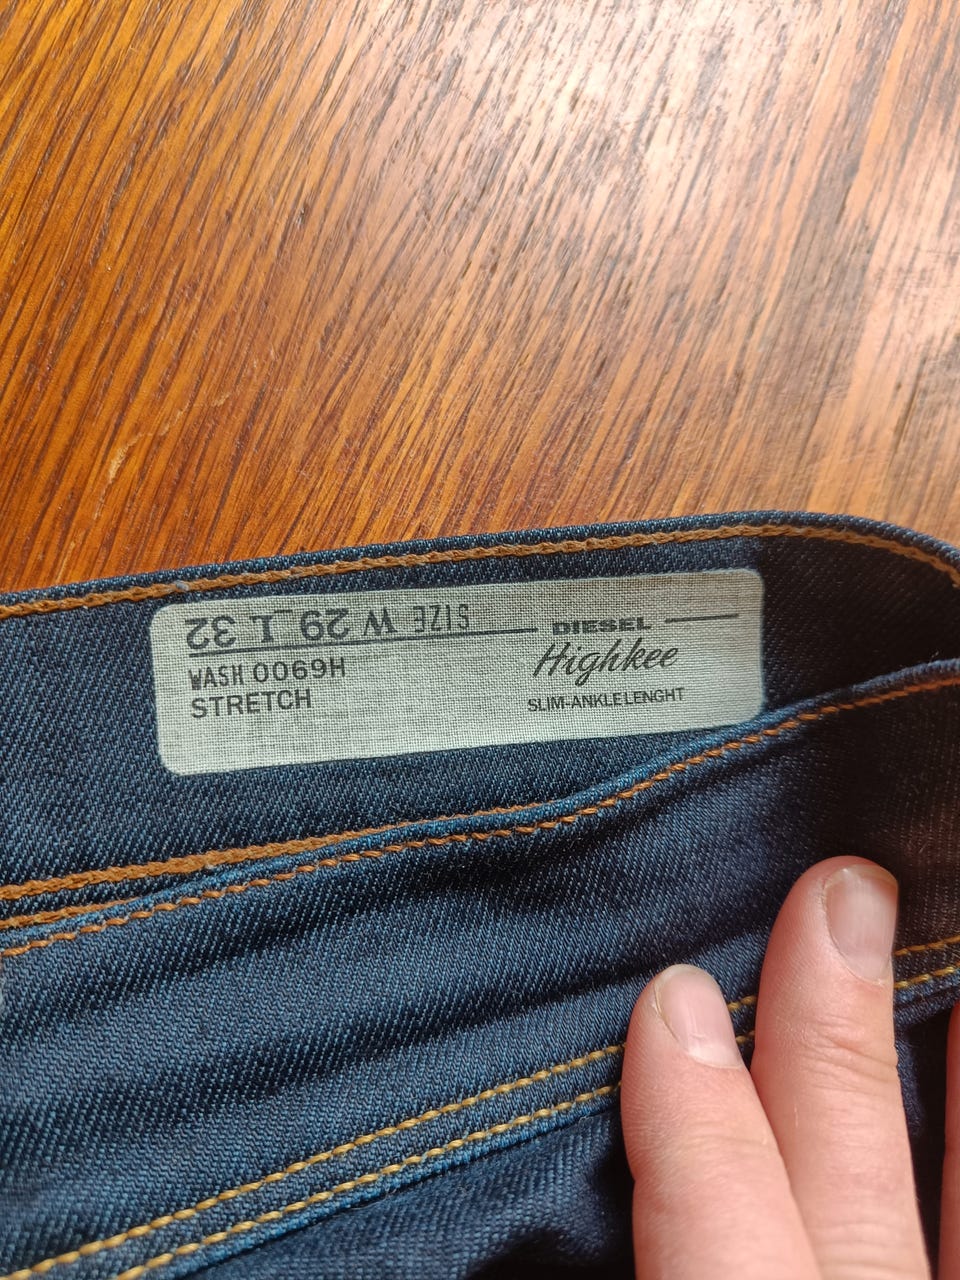 SIZE W 29 L 32
WASH 0069H
STRETCH
DIESEL
Highkee
SLIM-ANKLE LENGHT